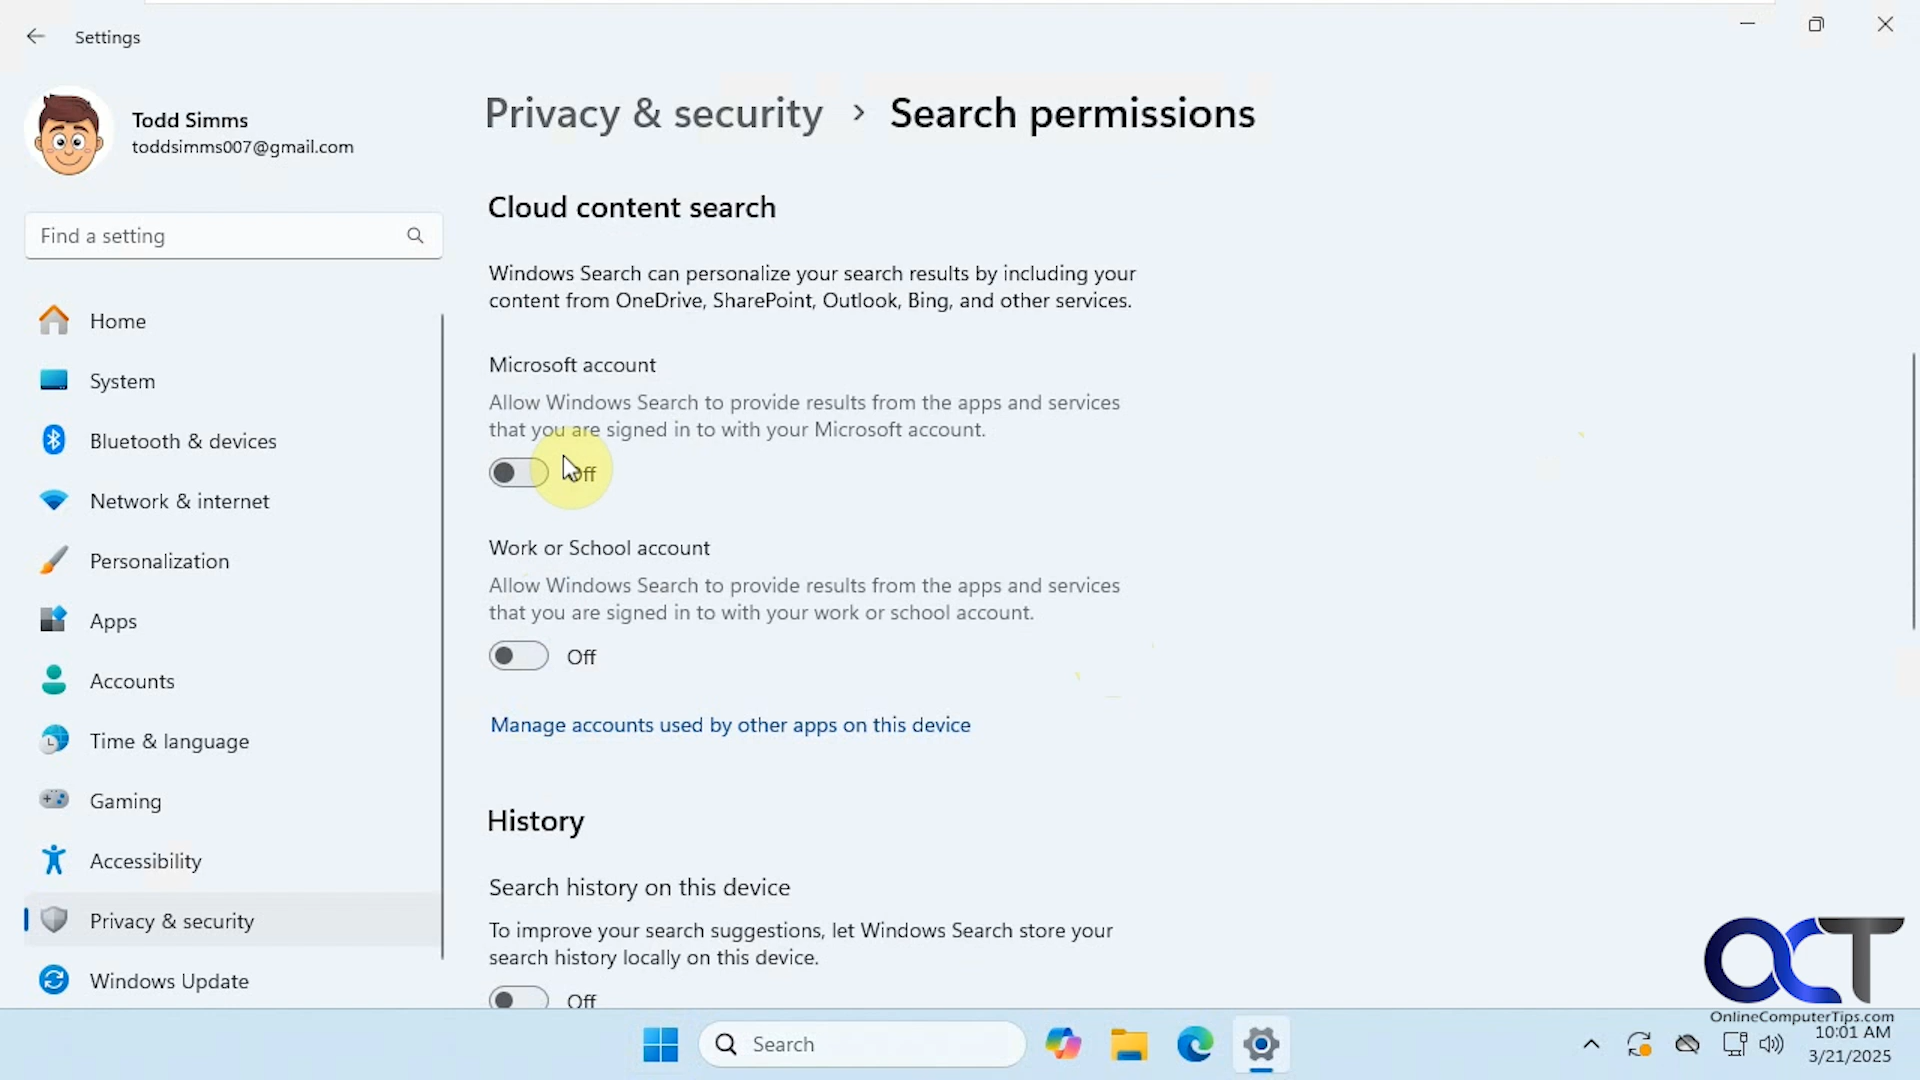 Settings
Todd Simms
toddsimms007@gmail.com
Find a setting
Home
System
Bluetooth & devices
Network & internet
Personalization
Apps
Accounts
Time & language
Gaming
Accessibility
Privacy & security
Windows Update
Privacy & security > Search permissions
Cloud content search
Windows Search can personalize your search results by including your
content from OneDrive, SharePoint, Outlook, Bing, and other services.
Microsoft account
Allow Windows Search to provide results from the apps and services
that you are signed in to with your Microsoft account.
Off
Work or School account
Allow Windows Search to provide results from the apps and services
that you are signed in to with your work or school account.
Off
Manage accounts used by other apps on this device
History
Search history on this device
To improve your search suggestions, let Windows Search store your
search history locally on this device.
Off
OCT
OnlineComputerTips.com
Search
10:01 AM
3/21/2025